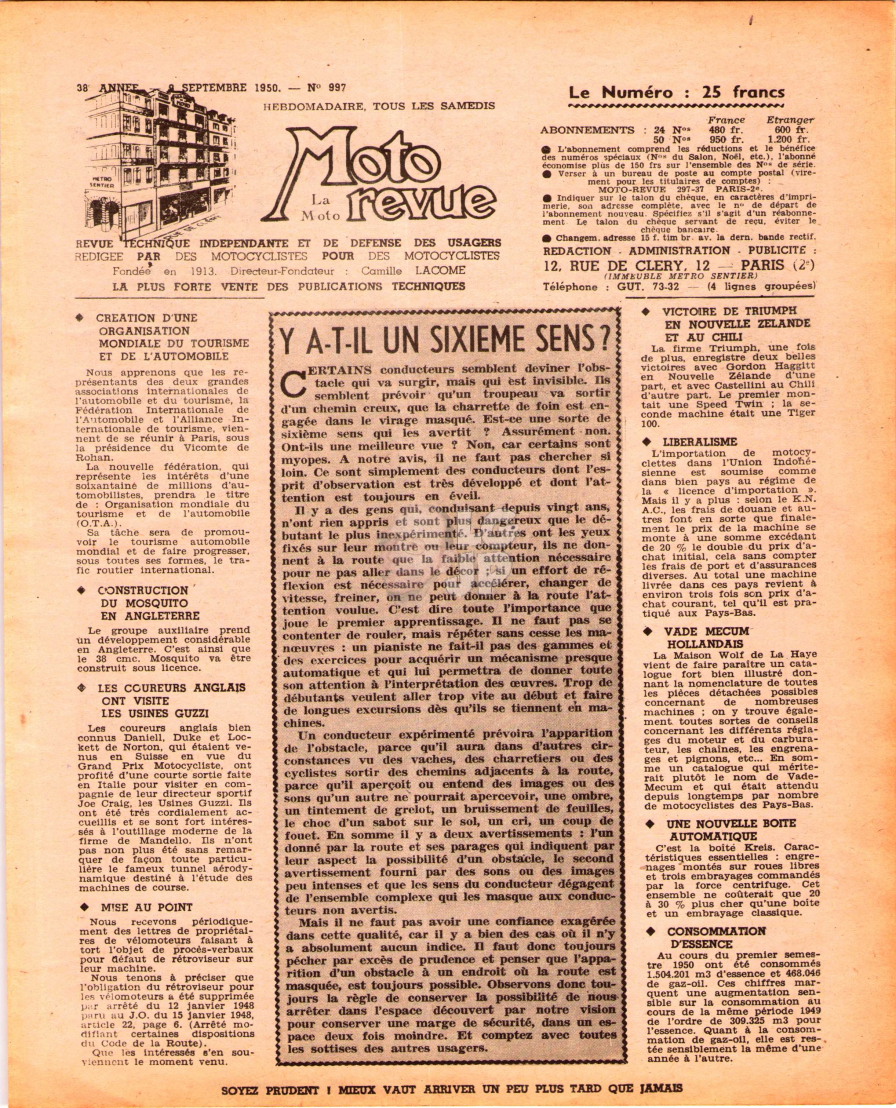 38e ANNEE — 9 SEPTEMBRE 1950. — No 997
HEBDOMADAIRE, TOUS LES SAMEDIS
METRO
SENTIER
RUE DE CLERY
Moto
La
Moto
revue
REVUE TECHNIQUE INDEPENDANTE ET DE DEFENSE DES USAGERS
REDIGEE PAR DES MOTOCYCLISTES POUR DES MOTOCYCLISTES
Fondée en 1913. Directeur-Fondateur : Camille LACOME
LA PLUS FORTE VENTE DES PUBLICATIONS TECHNIQUES
Le Numéro : 25 francs
France Etranger
ABONNEMENTS : 24 Nos 480 fr. 600 fr.
50 Nos 950 fr. 1.200 fr.
● L'abonnement comprend les réductions et le bénéfice
des numéros spéciaux (Nos du Salon, Noël, etc.), l'abonné
économise plus de 150 frs sur l'ensemble des Nos de série.
● Verser à un bureau de poste au compte postal (vire-
ment pour les titulaires de comptes) :
MOTO-REVUE 297-37 PARIS-2e.
● Indiquer sur le talon du chèque, en caractères d'impri-
merie, son adresse complète, avec le no de départ de
l'abonnement nouveau. Spécifiez s'il s'agit d'un réabonne-
ment. Le talon du chèque servant de reçu, éviter le
chèque bancaire.
● Changem. adresse 15 f. timbr. av. la dern. bande rectif.
REDACTION - ADMINISTRATION - PUBLICITE :
12, RUE DE CLERY, 12 — PARIS (2e)
(IMMEUBLE METRO SENTIER)
Téléphone : GUT. 73-32 — (4 lignes groupées)
◆ CREATION D'UNE
ORGANISATION
MONDIALE DU TOURISME
ET DE L'AUTOMOBILE
Nous apprenons que les re-
présentants des deux grandes
associations internationales de
l'automobile et du tourisme, la
Fédération Internationale de
l'Automobile et l'Alliance In-
ternationale de tourisme, vien-
nent de se réunir à Paris, sous
la présidence du Vicomte de
Rohan.
La nouvelle fédération, qui
représente les intérêts d'une
soixantaine de millions d'au-
tomobilistes, prendra le titre
de : Organisation mondiale du
tourisme et de l'automobile
(O.T.A.).
Sa tâche sera de promou-
voir le tourisme automobile
mondial et de faire progresser,
sous toutes ses formes, le tra-
fic routier international.
◆ CONSTRUCTION
DU MOSQUITO
EN ANGLETERRE
Le groupe auxiliaire prend
un développement considérable
en Angleterre. C'est ainsi que
le 38 cmc. Mosquito va être
construit sous licence.
◆ LES COUREURS ANGLAIS
ONT VISITE
LES USINES GUZZI
Les coureurs anglais bien
connus Daniell, Duke et Loc-
kett de Norton, qui étaient ve-
nus en Suisse en vue du
Grand Prix Motocycliste, ont
profité d'une courte sortie faite
en Italie pour visiter en com-
pagnie de leur directeur sportif
Joe Craig, les Usines Guzzi. Ils
ont été très cordialement ac-
cueillis et se sont fort intéres-
sés à l'outillage moderne de la
firme de Mandello. Ils n'ont
pas non plus été sans remar-
quer de façon toute particu-
lière le fameux tunnel aérody-
namique destiné à l'étude des
machines de course.
◆ MISE AU POINT
Nous recevons périodique-
ment des lettres de propriétai-
res de vélomoteurs faisant à
tort l'objet de procès-verbaux
pour défaut de rétroviseur sur
leur machine.
Nous tenons à préciser que
l'obligation du rétroviseur pour
les vélomoteurs a été supprimée
par arrêté du 12 janvier 1948
paru au J.O. du 15 janvier 1948,
article 22, page 6. (Arrêté mo-
difiant certaines dispositions
du Code de la Route).
Que les intéressés s'en sou-
viennent le moment venu.
Y A-T-IL UN SIXIEME SENS ?
CERTAINS conducteurs semblent deviner l'obs-
tacle qui va surgir, mais qui est invisible. Ils
semblent prévoir qu'un troupeau va sortir
d'un chemin creux, que la charrette de foin est en-
gagée dans le virage masqué. Est-ce une sorte de
sixième sens qui les avertit ? Assurément non.
Ont-ils une meilleure vue ? Non, car certains sont
myopes. A notre avis, il ne faut pas chercher si
loin. Ce sont simplement des conducteurs dont l'es-
prit d'observation est très développé et dont l'at-
tention est toujours en éveil.
Il y a des gens qui, conduisant depuis vingt ans,
n'ont rien appris et sont plus dangereux que le dé-
butant le plus inexpérimenté. D'autres ont les yeux
fixés sur leur montre ou leur compteur, ils ne don-
nent à la route que la faible attention nécessaire
pour ne pas aller dans le décor ; si un effort de ré-
flexion est nécessaire pour accélérer, changer de
vitesse, freiner, on ne peut donner à la route l'at-
tention voulue. C'est dire toute l'importance que
joue le premier apprentissage. Il ne faut pas se
contenter de rouler, mais répéter sans cesse les ma-
nœuvres : un pianiste ne fait-il pas des gammes et
des exercices pour acquérir un mécanisme presque
automatique et qui lui permettra de donner toute
son attention à l'interprétation des œuvres. Trop de
débutants veulent aller trop vite au début et faire
de longues excursions dès qu'ils se tiennent en ma-
chines.
Un conducteur expérimenté prévoira l'apparition
de l'obstacle, parce qu'il aura dans d'autres cir-
constances vu des vaches, des charretiers ou des
cyclistes sortir des chemins adjacents à la route,
parce qu'il aperçoit ou entend des images ou des
sons qu'un autre ne pourrait apercevoir, une ombre,
un tintement de grelot, un bruissement de feuilles,
le choc d'un sabot sur le sol, un cri, un coup de
fouet. En somme il y a deux avertissements : l'un
donné par la route et ses parages qui indiquent par
leur aspect la possibilité d'un obstacle, le second
avertissement fourni par des sons ou des images
peu intenses et que les sens du conducteur dégagent
de l'ensemble complexe qui les masque aux conduc-
teurs non avertis.
Mais il ne faut pas avoir une confiance exagérée
dans cette qualité, car il y a bien des cas où il n'y
a absolument aucun indice. Il faut donc toujours
pécher par excès de prudence et penser que l'appa-
rition d'un obstacle à un endroit où la route est
masquée, est toujours possible. Observons donc tou-
jours la règle de conserver la possibilité de nous
arrêter dans l'espace découvert par notre vision
pour conserver une marge de sécurité, dans un es-
pace deux fois moindre. Et comptez avec toutes
les sottises des autres usagers.
◆ VICTOIRE DE TRIUMPH
EN NOUVELLE ZELANDE
ET AU CHILI
La firme Triumph, une fois
de plus, enregistre deux belles
victoires avec Gordon Haggitt
en Nouvelle Zélande d'une
part, et avec Castellini au Chili
d'autre part. Le premier mon-
tait une Speed Twin ; la se-
conde machine était une Tiger
100.
◆ LIBERALISME
L'importation de motocy-
clettes dans l'Union Indoné-
sienne est soumise comme
dans bien pays au régime de
la « licence d'importation ».
Mais il y a plus : selon le K.N.
A.C., les frais de douane et au-
tres font en sorte que finale-
ment le prix de la machine se
monte à une somme excédant
de 20 % le double du prix d'a-
chat initial, cela sans compter
les frais de port et d'assurances
diverses. Au total une machine
livrée dans ces pays revient à
environ trois fois son prix d'a-
chat courant, tel qu'il est pra-
tiqué aux Pays-Bas.
◆ VADE MECUM
HOLLANDAIS
La Maison Wolf de La Haye
vient de faire paraître un cata-
logue fort bien illustré don-
nant la nomenclature de toutes
les pièces détachées possibles
concernant de nombreuses
machines ; on y trouve égale-
ment toutes sortes de conseils
concernant les différents régla-
ges du moteur et du carbura-
teur, les chaînes, les engrena-
ges et pignons, etc... En som-
me un catalogue qui mérite-
rait plutôt le nom de Vade-
Mecum et qui était attendu
depuis longtemps par nombre
de motocyclistes des Pays-Bas.
◆ UNE NOUVELLE BOITE
AUTOMATIQUE
C'est la boîte Kreis. Carac-
téristiques essentielles : engre-
nages montés sur roues libres
et trois embrayages commandés
par la force centrifuge. Cet
ensemble ne coûterait que 20
à 30 % plus cher qu'une boîte
et un embrayage classique.
◆ CONSOMMATION
D'ESSENCE
Au cours du premier semes-
tre 1950 ont été consommés
1.504.201 m3 d'essence et 468.046
de gaz-oil. Ces chiffres mar-
quent une augmentation sen-
sible sur la consommation au
cours de la même période 1949
de l'ordre de 309.325 m3 pour
l'essence. Quant à la consom-
mation de gaz-oil, elle est res-
tée sensiblement la même d'une
année à l'autre.
SOYEZ PRUDENT ! MIEUX VAUT ARRIVER UN PEU PLUS TARD QUE JAMAIS